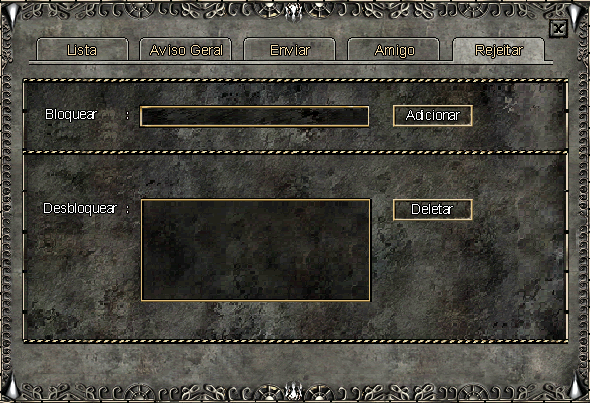 Lista Aviso Geral Enviar Amigo Rejeitar
Bloquear : Adicionar
Desbloquear : Deletar